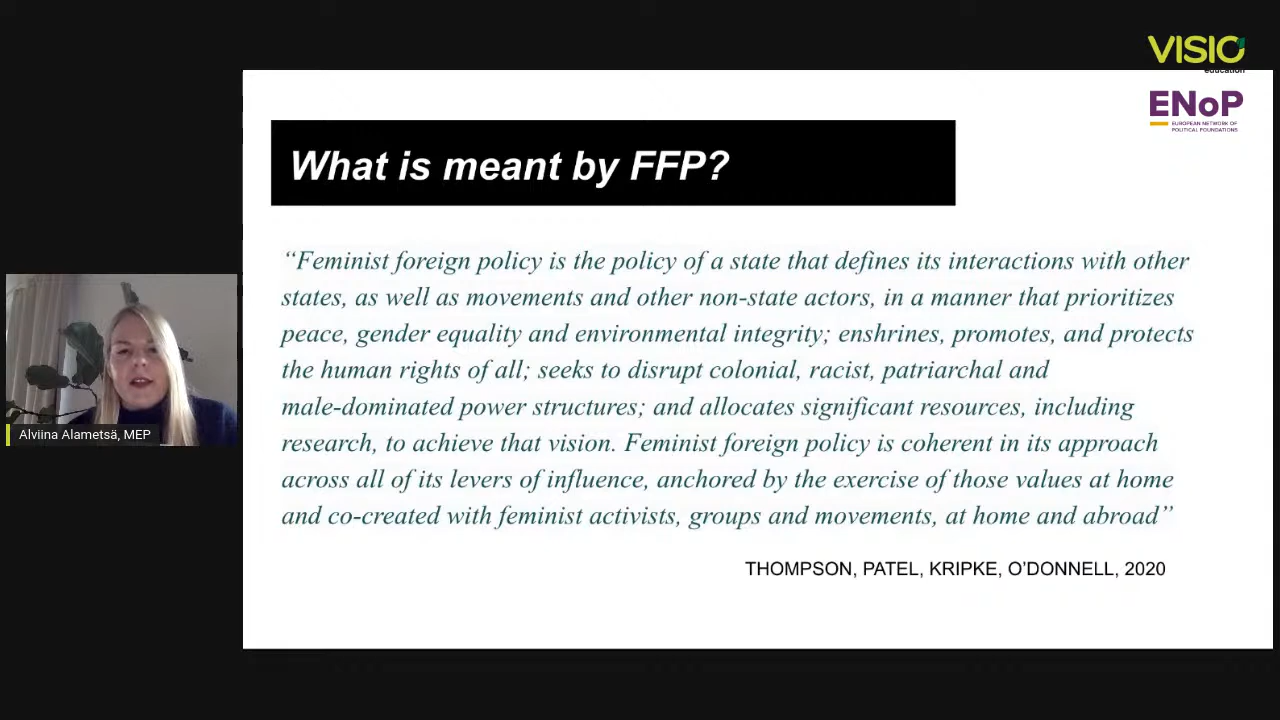 VISIO
education
ENoP
EUROPEAN NETWORK OF
POLITICAL FOUNDATIONS
What is meant by FFP?
“Feminist foreign policy is the policy of a state that defines its interactions with other
states, as well as movements and other non-state actors, in a manner that prioritizes
peace, gender equality and environmental integrity; enshrines, promotes, and protects
the human rights of all; seeks to disrupt colonial, racist, patriarchal and
male-dominated power structures; and allocates significant resources, including
research, to achieve that vision. Feminist foreign policy is coherent in its approach
across all of its levers of influence, anchored by the exercise of those values at home
and co-created with feminist activists, groups and movements, at home and abroad”
THOMPSON, PATEL, KRIPKE, O’DONNELL, 2020
Alviina Alametsä, MEP